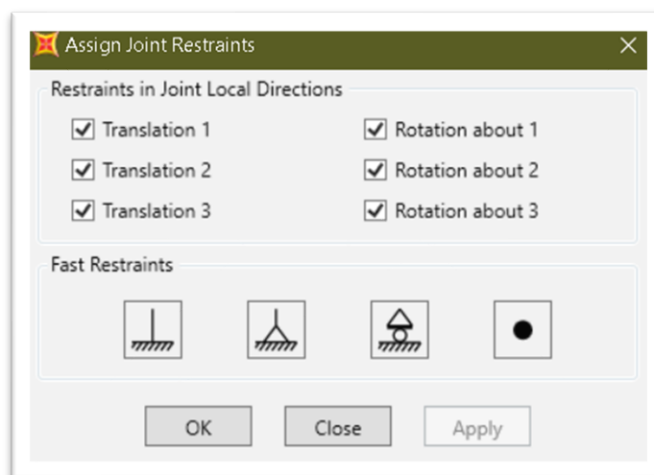 Assign Joint Restraints
Restraints in Joint Local Directions
Translation 1
Rotation about 1
Translation 2
Rotation about 2
Translation 3
Rotation about 3
Fast Restraints
OK
Close
Apply